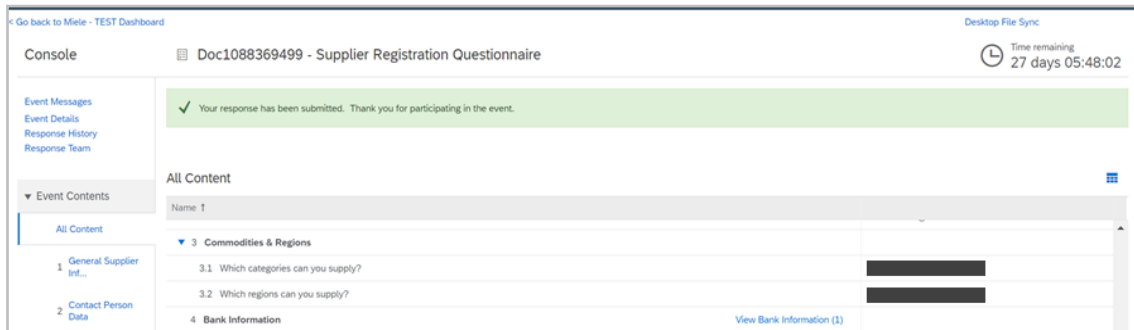 < Go back to Miele - TEST Dashboard
Desktop File Sync
Console
Doc1088369499 - Supplier Registration Questionnaire
Time remaining
27 days 05:48:02
Event Messages
Event Details
Response History
Response Team
✓ Your response has been submitted. Thank you for participating in the event.
All Content
▼ Event Contents
Name ↑
All Content
▼ 3 Commodities & Regions
1 General Supplier
Inf...
3.1 Which categories can you supply?
3.2 Which regions can you supply?
2 Contact Person
Data
4 Bank Information
View Bank Information (1)